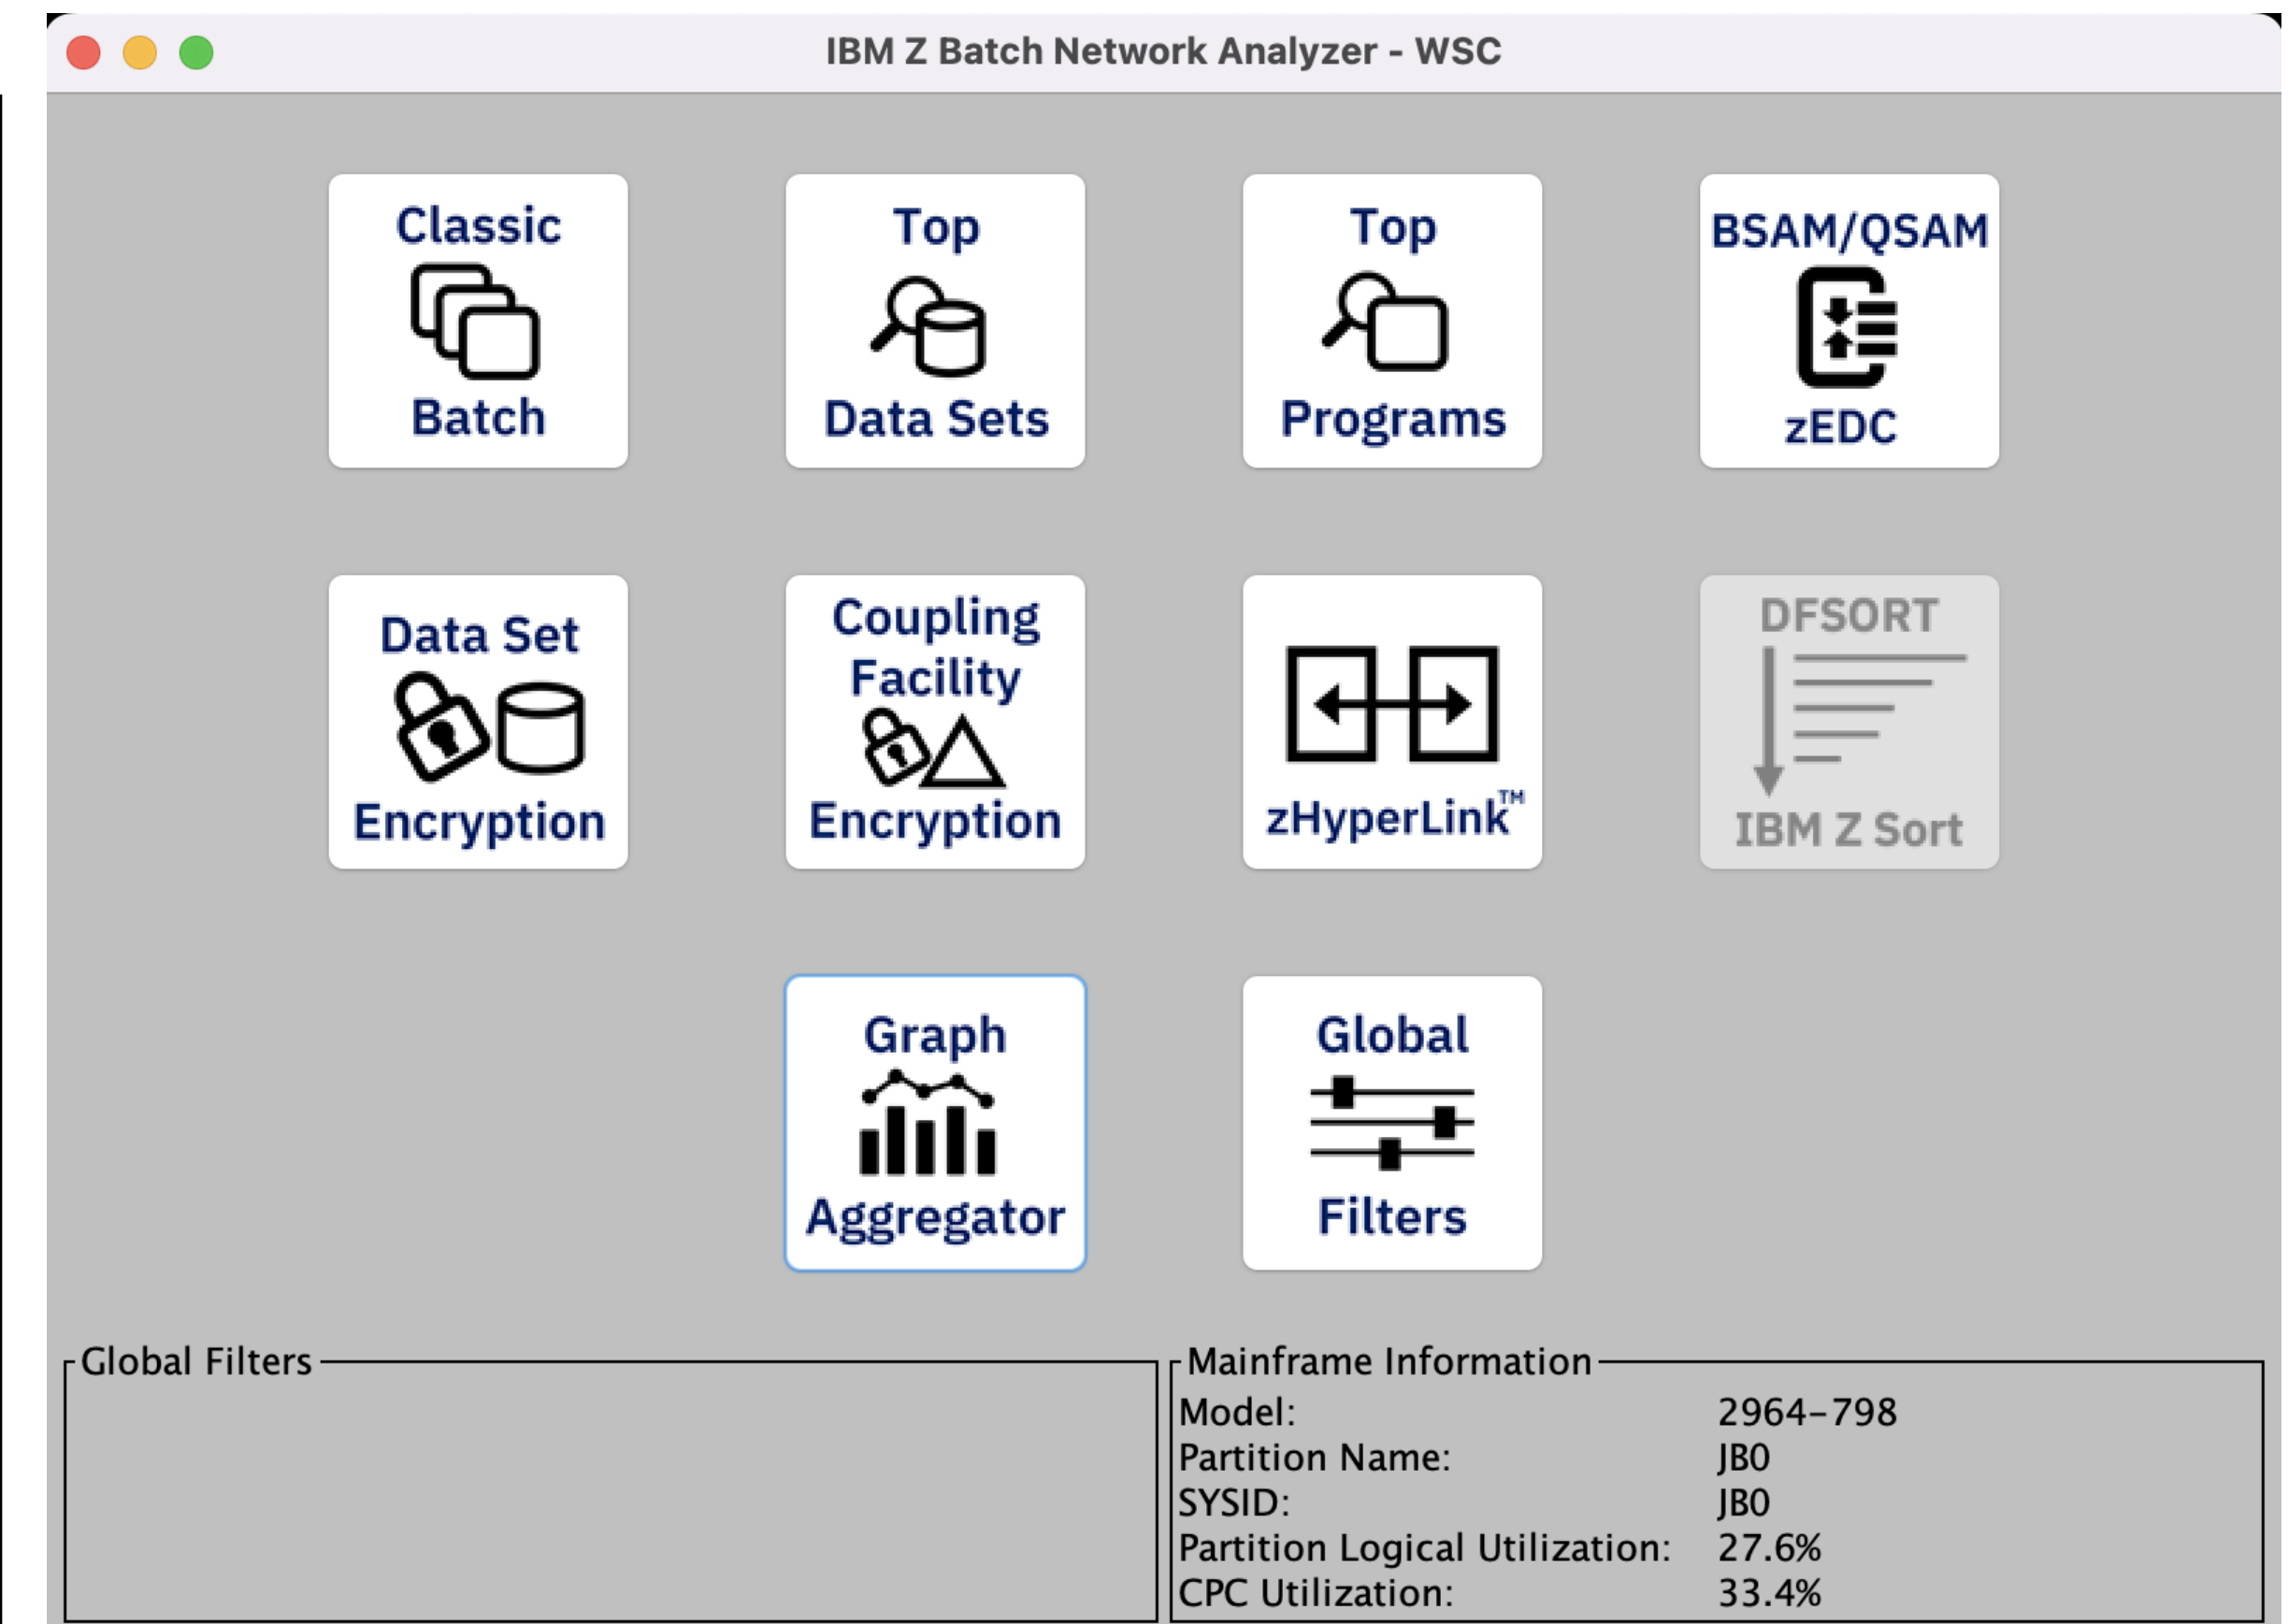 IBM Z Batch Network Analyzer - WSC
Classic
Batch
Top
Data Sets
Top
Programs
BSAM/QSAM
zEDC
Data Set
Encryption
Coupling
Facility
Encryption
zHyperLink™
DFSORT
IBM Z Sort
Graph
Aggregator
Global
Filters
Global Filters
Mainframe Information
Model: 2964-798
Partition Name: JB0
SYSID: JB0
Partition Logical Utilization: 27.6%
CPC Utilization: 33.4%